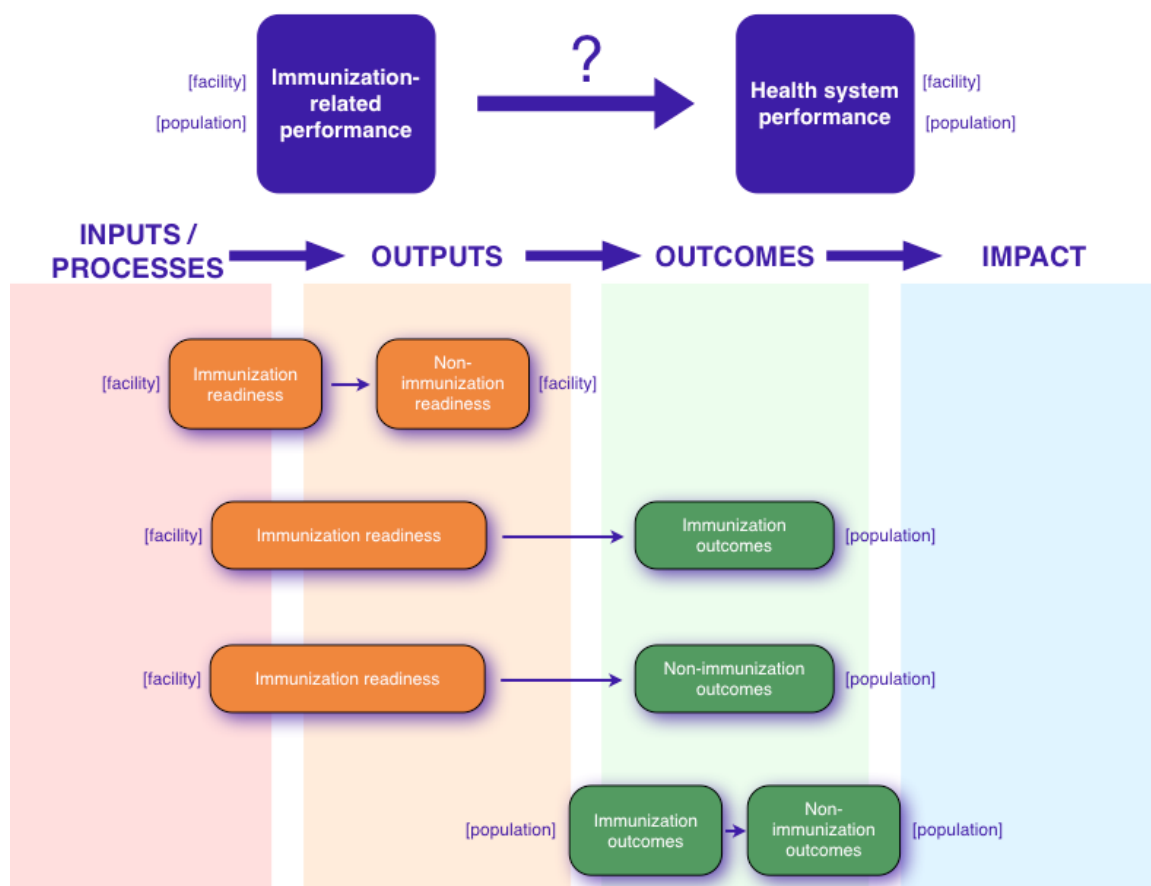 ?
[facility]
[population]
Immunization-
related
performance
Health system
performance
[facility]
[population]
INPUTS /
PROCESSES
OUTPUTS
OUTCOMES
IMPACT
[facility]
Immunization
readiness
Non-
immunization
readiness
[facility]
[facility]
Immunization readiness
Immunization
outcomes
[population]
[facility]
Immunization readiness
Non-immunization
outcomes
[population]
[population]
Immunization
outcomes
Non-
immunization
outcomes
[population]